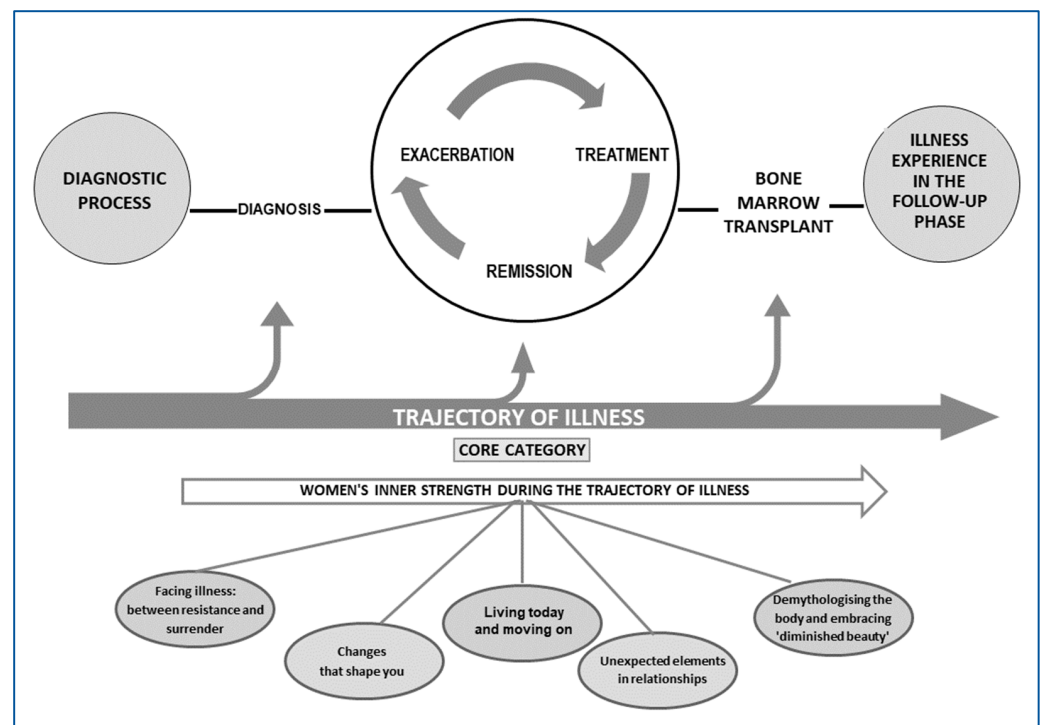 DIAGNOSTIC
PROCESS
DIAGNOSIS
EXACERBATION
TREATMENT
REMISSION
BONE
MARROW
TRANSPLANT
ILLNESS
EXPERIENCE
IN THE
FOLLOW-UP
PHASE
TRAJECTORY OF ILLNESS
CORE CATEGORY
WOMEN'S INNER STRENGTH DURING THE TRAJECTORY OF ILLNESS
Facing illness:
between resistance and
surrender
Changes
that shape you
Living today
and moving on
Unexpected elements
in relationships
Demythologising the
body and embracing
'diminished beauty'